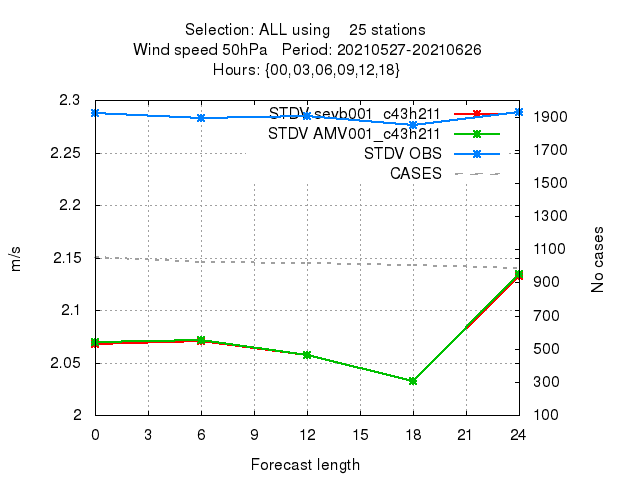 Selection: ALL using 25 stations
Wind speed 50hPa Period: 20210527-20210626
Hours: {00,03,06,09,12,18}
STDV sevb001_c43h211
STDV AMV001_c43h211
STDV OBS
CASES
2.3
2.25
2.2
2.15
2.1
2.05
2
m/s
1900
1700
1500
1300
1100
900
700
500
300
100
No cases
0 3 6 9 12 15 18 21 24
Forecast length